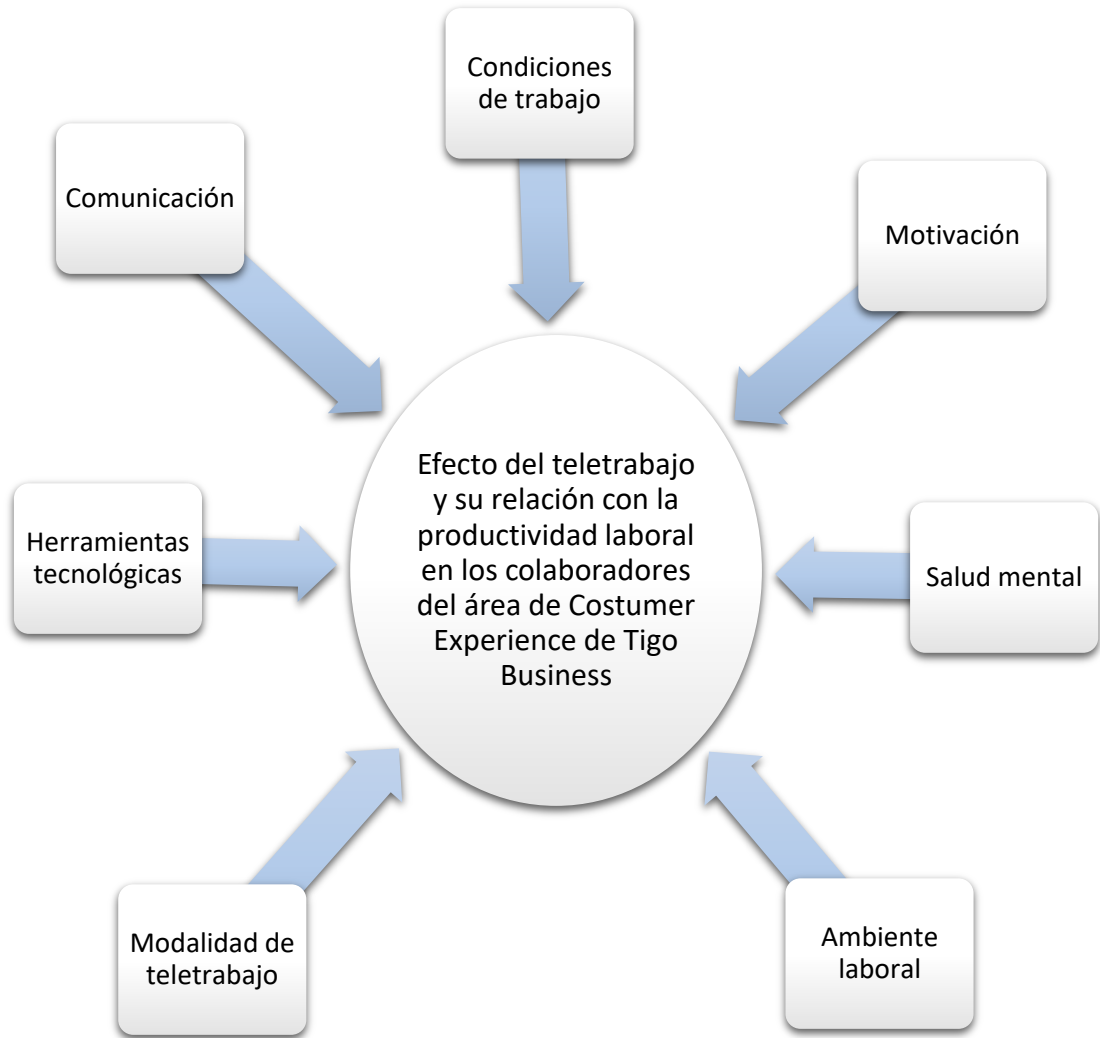 Condiciones
de trabajo
Comunicación
Motivación
Herramientas
tecnológicas
Efecto del teletrabajo
y su relación con la
productividad laboral
en los colaboradores
del área de Costumer
Experience de Tigo
Business
Salud mental
Modalidad de
teletrabajo
Ambiente
laboral